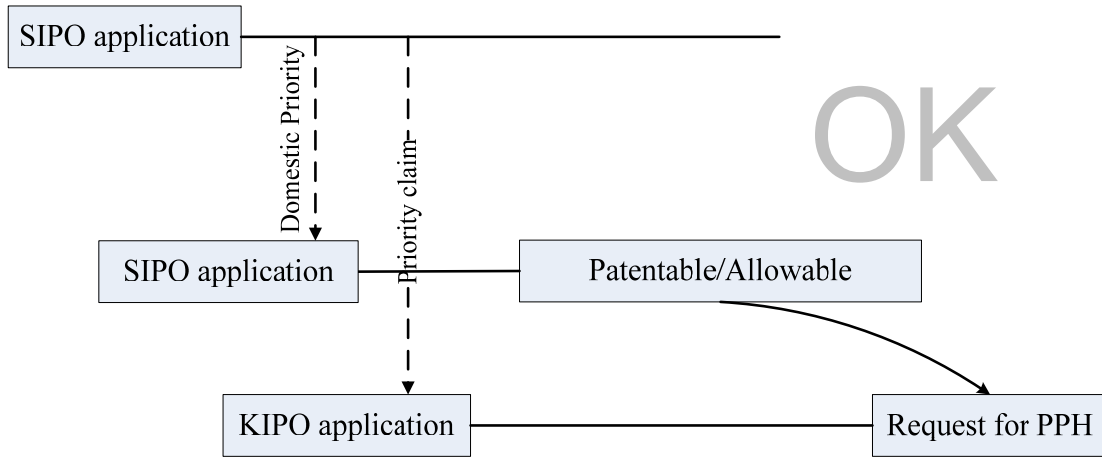 SIPO application
Domestic Priority
Priority claim
OK
SIPO application
Patentable/Allowable
KIPO application
Request for PPH